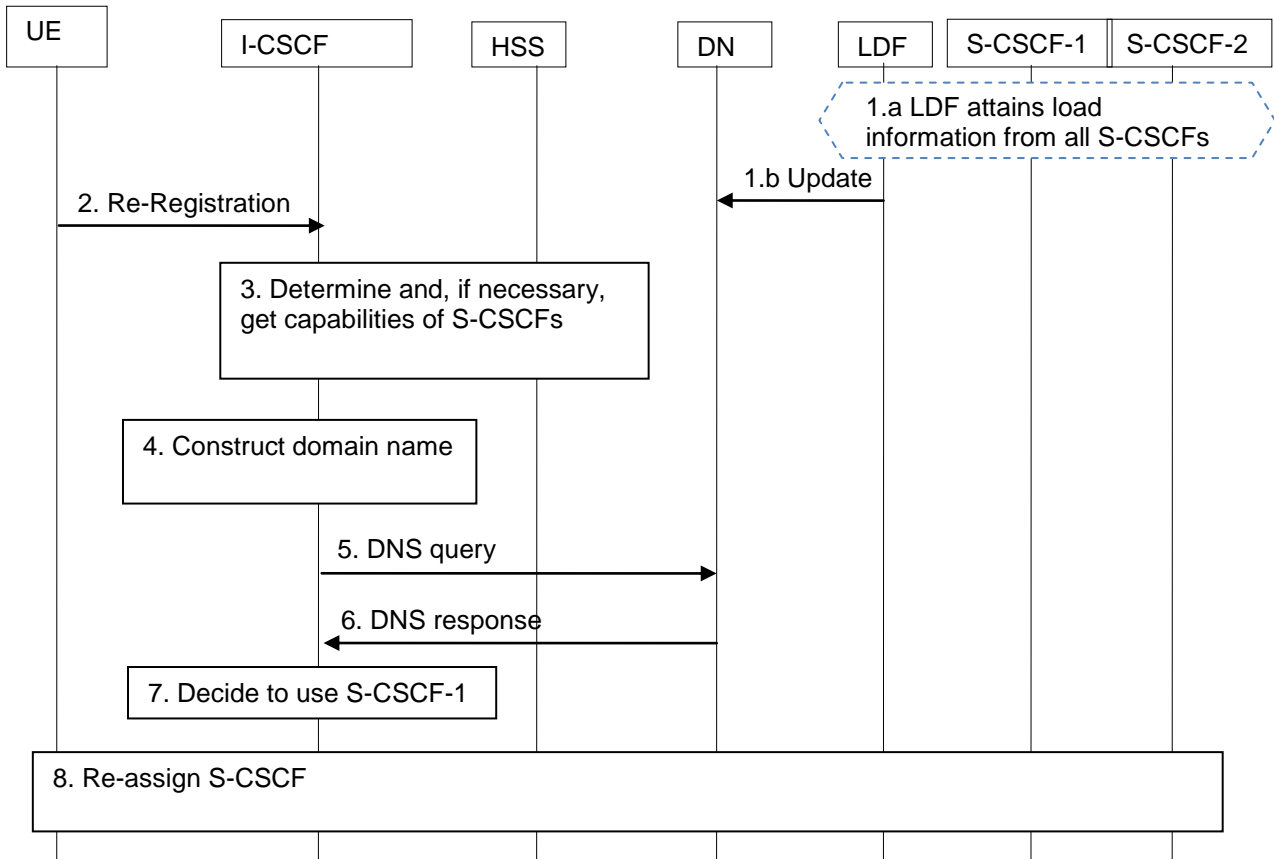 UE
I-CSCF
HSS
DN
LDF
S-CSCF-1
S-CSCF-2
1.a LDF attains load
information from all S-CSCFs
1.b Update
2. Re-Registration
3. Determine and, if necessary,
get capabilities of S-CSCFs
4. Construct domain name
5. DNS query
6. DNS response
7. Decide to use S-CSCF-1
8. Re-assign S-CSCF